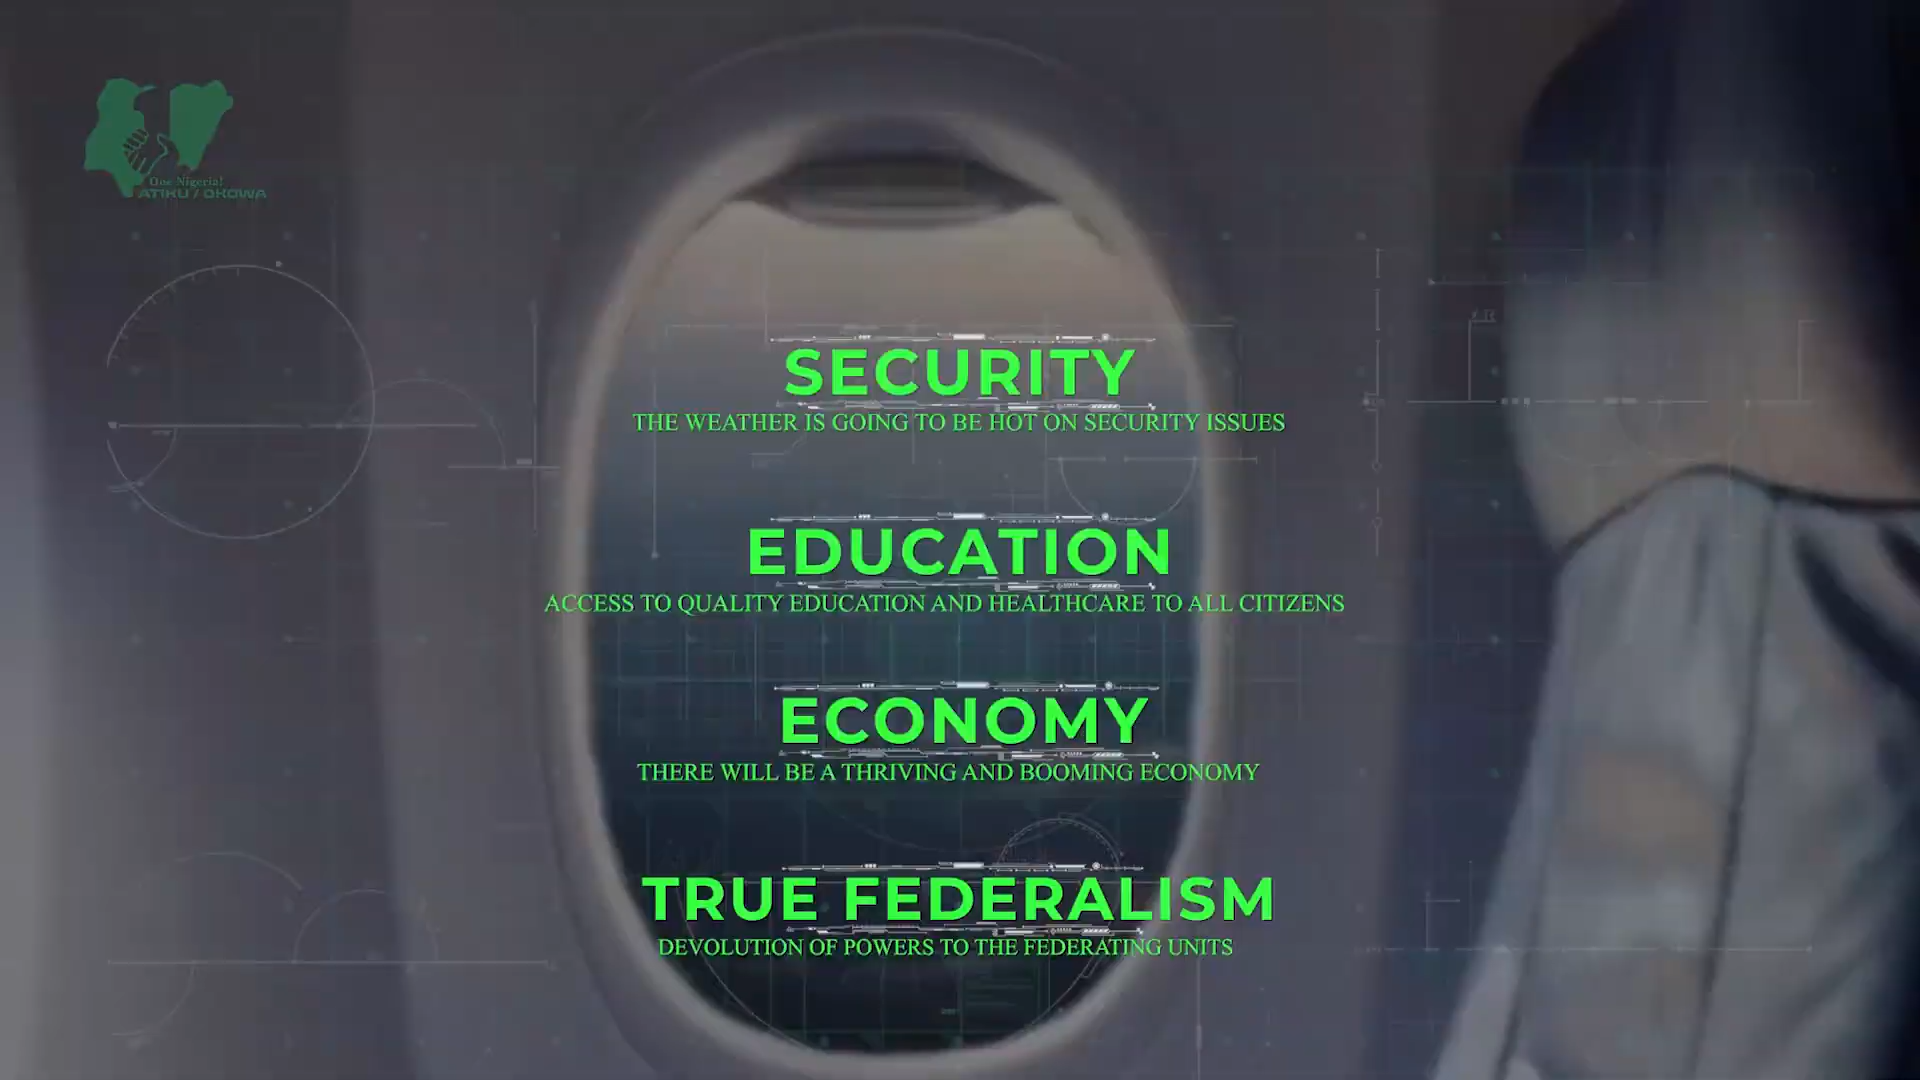 One Nigeria!
ATIKU / OKOWA
SECURITY
THE WEATHER IS GOING TO BE HOT ON SECURITY ISSUES
EDUCATION
ACCESS TO QUALITY EDUCATION AND HEALTHCARE TO ALL CITIZENS
ECONOMY
THERE WILL BE A THRIVING AND BOOMING ECONOMY
TRUE FEDERALISM
DEVOLUTION OF POWERS TO THE FEDERATING UNITS